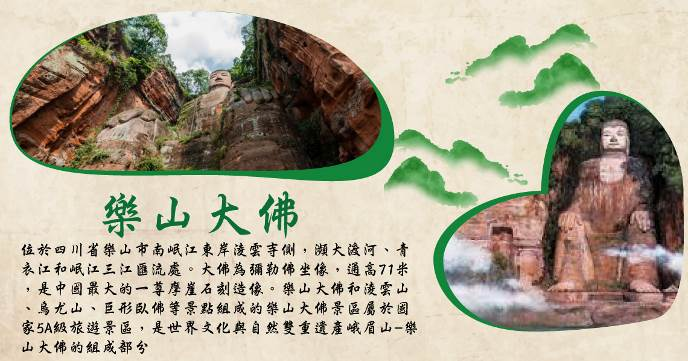 樂山大佛
位於四川省樂山市南岷江東岸淩雲寺側，瀕大渡河、青
衣江和岷江三江匯流處。大佛為彌勒佛坐像，通高71米
，是中國最大的一尊摩崖石刻造像。樂山大佛和淩雲山
、烏尤山、巨形臥佛等景點組成的樂山大佛景區屬於國
家5A級旅遊景區，是世界文化與自然雙重遺產峨眉山-樂
山大佛的組成部分